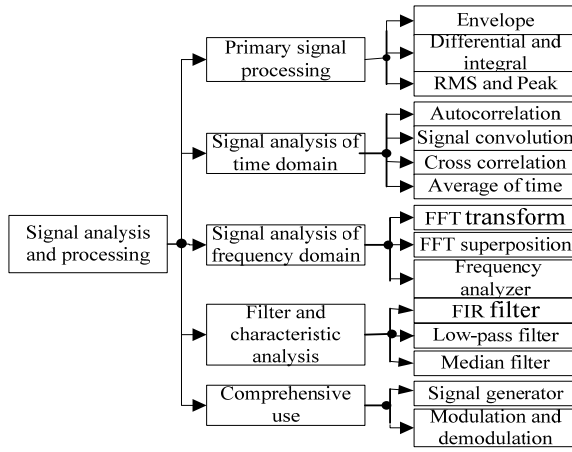 Signal analysis
and processing
Primary signal
processing
Envelope
Differential and
integral
RMS and Peak
Signal analysis of
time domain
Autocorrelation
Signal convolution
Cross correlation
Average of time
Signal analysis of
frequency domain
FFT transform
FFT superposition
Frequency
analyzer
Filter and
characteristic
analysis
FIR filter
Low-pass filter
Median filter
Comprehensive
use
Signal generator
Modulation and
demodulation